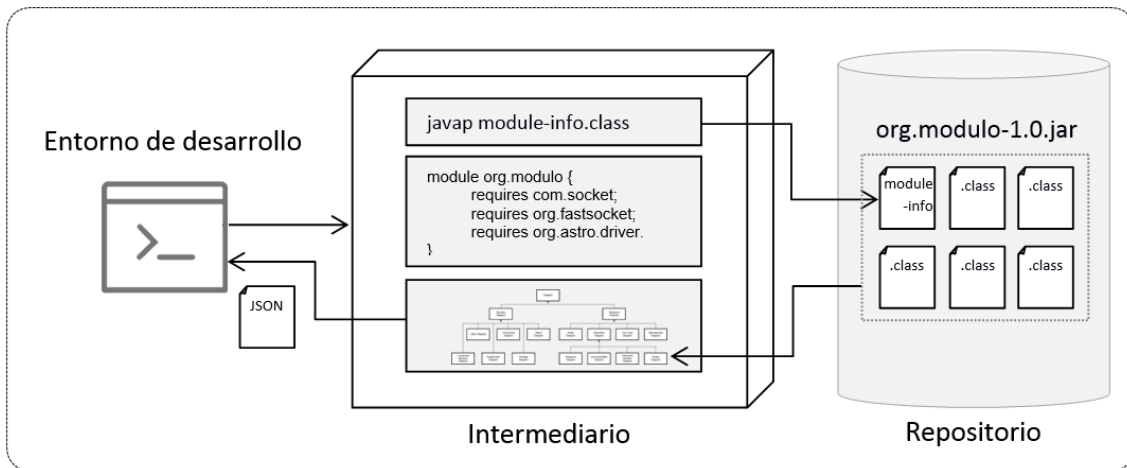 Entorno de desarrollo
>_
JSON
javap module-info.class
module org.modulo {
requires com.socket;
requires org.fastsocket;
requires org.astro.driver.
}
Intermediario
org.modulo-1.0.jar
module
-info
.class
.class
.class
.class
.class
Repositorio